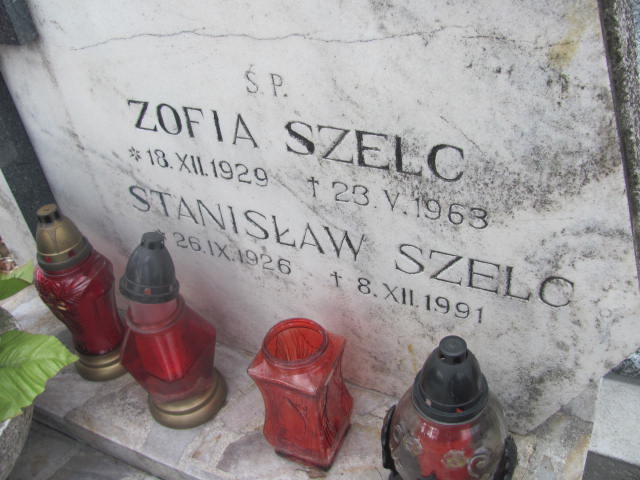 Ś.P.
ZOFIA SZELC
* 18.XII.1929 † 23.V.1963
STANISŁAW SZELC
* 26.IX.1926 † 8.XII.1991